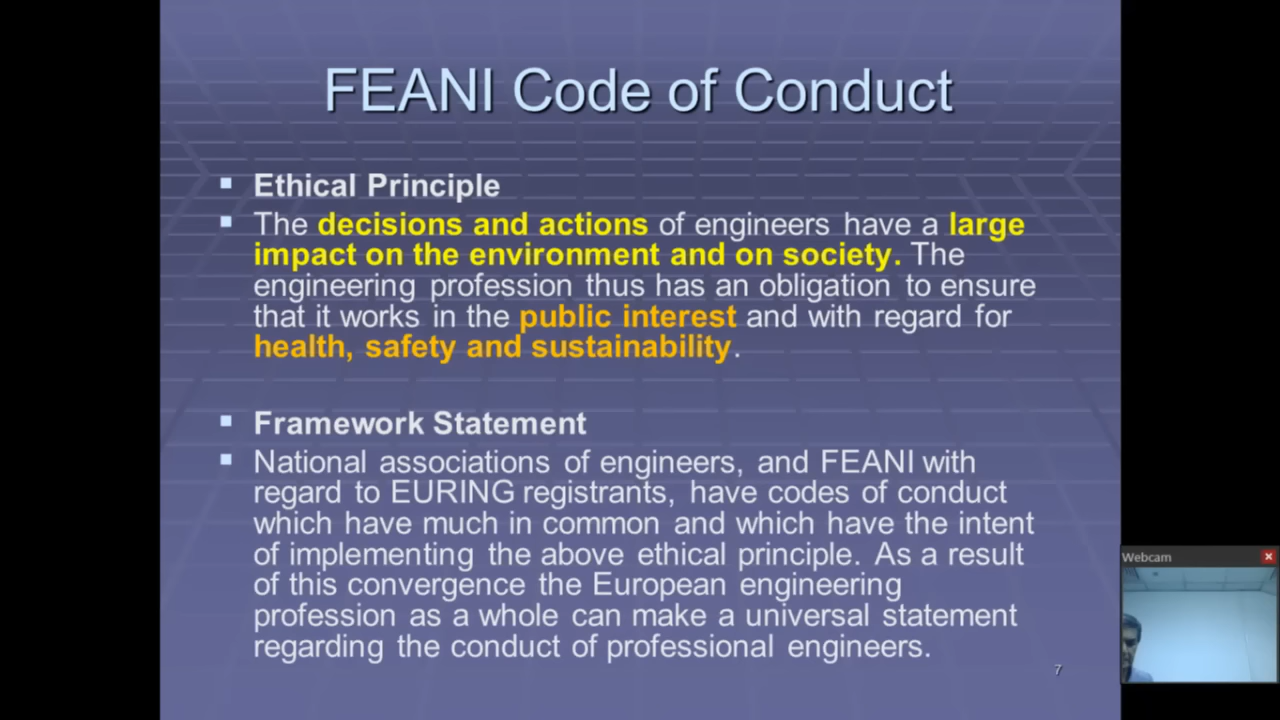 FEANI Code of Conduct
Ethical Principle
The decisions and actions of engineers have a large
impact on the environment and on society. The
engineering profession thus has an obligation to ensure
that it works in the public interest and with regard for
health, safety and sustainability.
Framework Statement
National associations of engineers, and FEANI with
regard to EURING registrants, have codes of conduct
which have much in common and which have the intent
of implementing the above ethical principle. As a result
of this convergence the European engineering
profession as a whole can make a universal statement
regarding the conduct of professional engineers.
7
Webcam